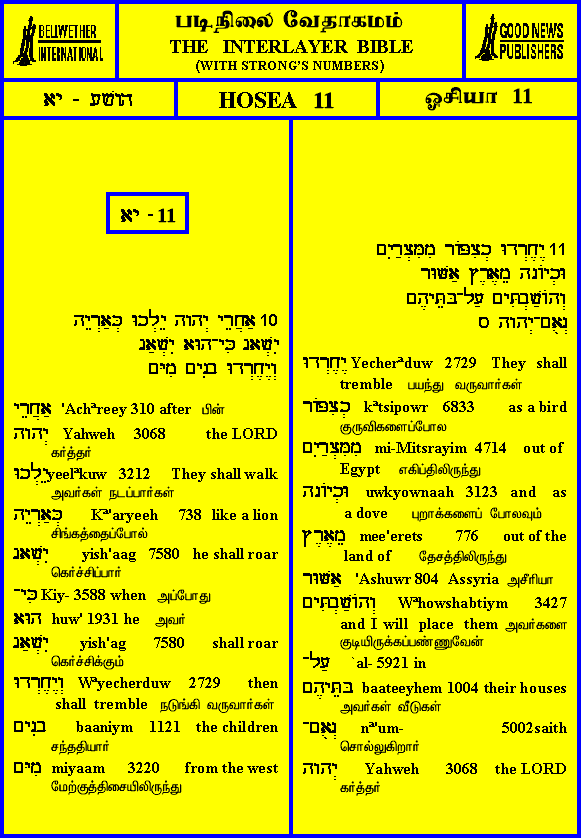 BELLWETHER
INTERNATIONAL
படிநிலை வேதாகமம்
THE INTERLAYER BIBLE
(WITH STRONG'S NUMBERS)
GOOD NEWS
PUBLISHERS
הושע - יא
HOSEA 11
ஓசியா 11
יא - 11
10 אַחֲרֵי יְהוָה יֵלְכוּ כְּאַרְיֵה
יִשְׁאָג כִּי־הוּא יִשְׁאַג
וְיֶחֶרְדוּ בנִים מִיָּם
אַחֲרֵי 'Achªreey 310 after பின்
יְהוָה Yahweh 3068 the LORD
கர்த்தர்
יֵלְכוּ yeelªkuw 3212 They shall walk
அவர்கள் நடப்பார்கள்
כְּאַרְיֵה Kª'aryeeh 738 like a lion
சிங்கத்தைப்போல்
יִשְׁאָג yish'aag 7580 he shall roar
கெர்ச்சிப்பார்
כִּי־ Kiy- 3588 when அப்போது
הוּא huw' 1931 he அவர்
יִשְׁאַג yish'ag 7580 shall roar
கெர்ச்சிக்கும்
וְיֶחֶרְדוּ Wªyecherduw 2729 then
shall tremble நடுங்கி வருவார்கள்
בנִים baaniym 1121 the children
சந்ததியார்
מִיָּם miyaam 3220 from the west
மேற்குத்திசையிலிருந்து
11 יֶחֶרְדוּ כְצִפּוֹר מִמִּצְרַיִם
וּכְיוֹנָה מֵאֶרֶץ אַשּׁוּר
וְהוֹשַׁבְתִּים עַל־בָּתֵּיהֶם
נְאֻם־יְהוָה ס
יֶחֶרְדוּ Yecherªduw 2729 They shall
tremble பயந்து வருவார்கள்
כְצִפּוֹר kªtsipowr 6833 as a bird
குருவிகளைப்போல
מִמִּצְרַיִם mi-Mitsrayim 4714 out of
Egypt எகிப்திலிருந்து
וּכְיוֹנָה uwkyownaah 3123 and as
a dove புறாக்களைப் போலவும்
מֵאֶרֶץ mee'erets 776 out of the
land of தேசத்திலிருந்து
אַשּׁוּר 'Ashuwr 804 Assyria அசீரியா
וְהוֹשַׁבְתִּים Wªhowshabtiym 3427
and I will place them அவர்களை
குடியிருக்கப்பண்ணுவேன்
עַל־ `al- 5921 in
בָּתֵּיהֶם baateeyhem 1004 their houses
அவர்கள் வீடுகள்
נְאֻם־ nª'um- 5002 saith
சொல்லுகிறார்
יְהוָה Yahweh 3068 the LORD
கர்த்தர்